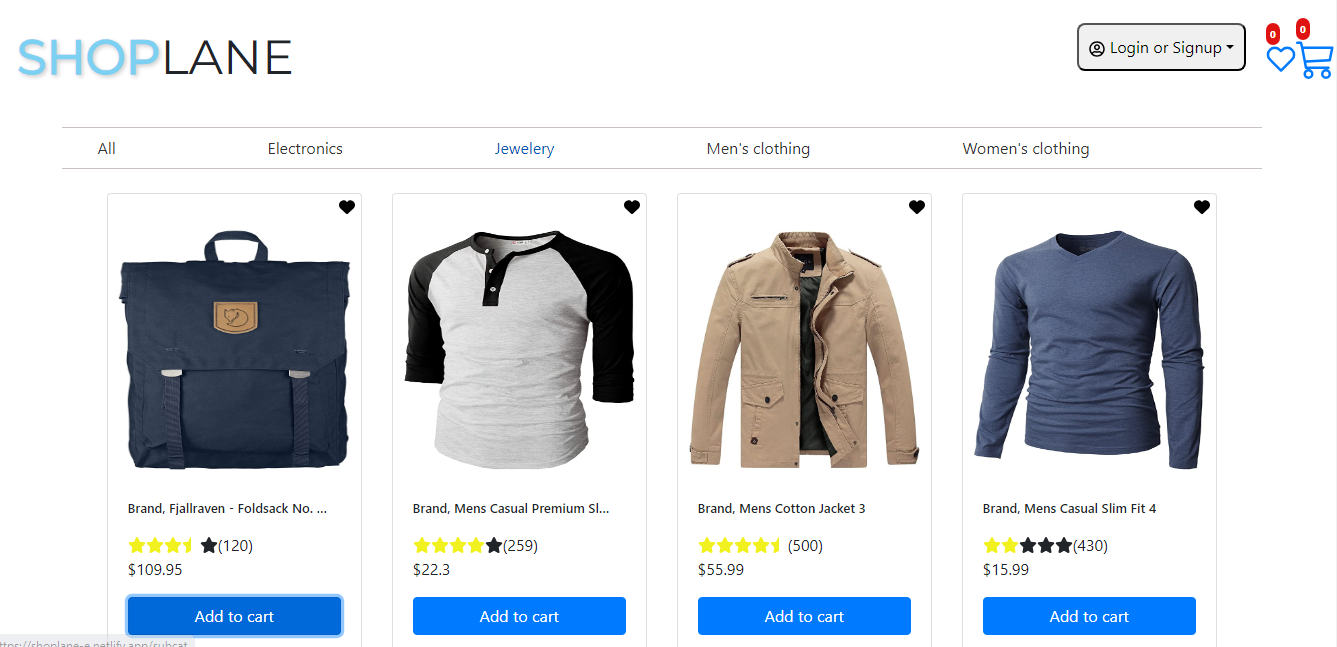 SHOPLANE
Login or Signup
0
0
All Electronics Jewelery Men's clothing Women's clothing
Brand, Fjallraven - Foldsack No. ...
(120)
$109.95
Add to cart
Brand, Mens Casual Premium Sl...
(259)
$22.3
Add to cart
Brand, Mens Cotton Jacket 3
(500)
$55.99
Add to cart
Brand, Mens Casual Slim Fit 4
(430)
$15.99
Add to cart
ttps://shoplane-e.netlify.app/subcat